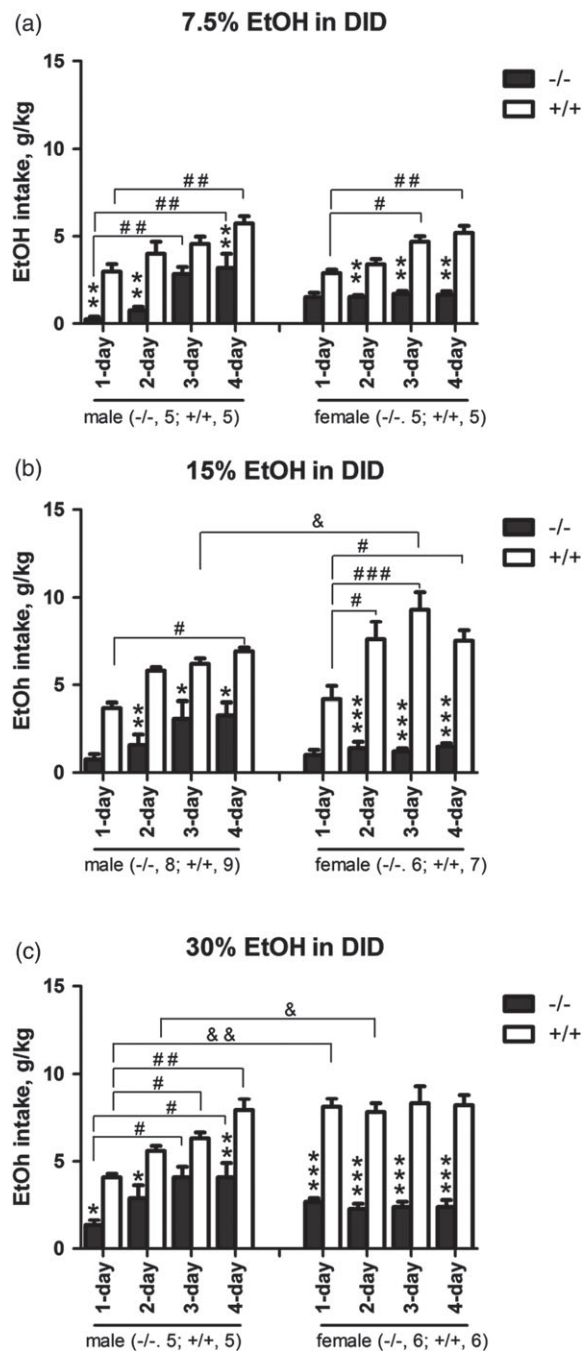 (a)
7.5% EtOH in DID
-/-
+/+
EtOH intake, g/kg
15
10
5
0
# #
# #
# #
# #
#
**
**
**
**
**
**
1-day
2-day
3-day
4-day
1-day
2-day
3-day
4-day
male (-/-, 5; +/+, 5)
female (-/-. 5; +/+, 5)
(b)
15% EtOH in DID
-/-
+/+
EtOh intake, g/kg
15
10
5
0
&
#
# # #
#
#
**
*
*
***
***
***
1-day
2-day
3-day
4-day
1-day
2-day
3-day
4-day
male (-/-, 8; +/+, 9)
female (-/-. 6; +/+, 7)
(c)
30% EtOH in DID
-/-
+/+
EtOh intake, g/kg
15
10
5
0
&
& &
# #
#
#
#
*
*
**
***
***
***
***
1-day
2-day
3-day
4-day
1-day
2-day
3-day
4-day
male (-/-. 5; +/+, 5)
female (-/-, 6; +/+, 6)